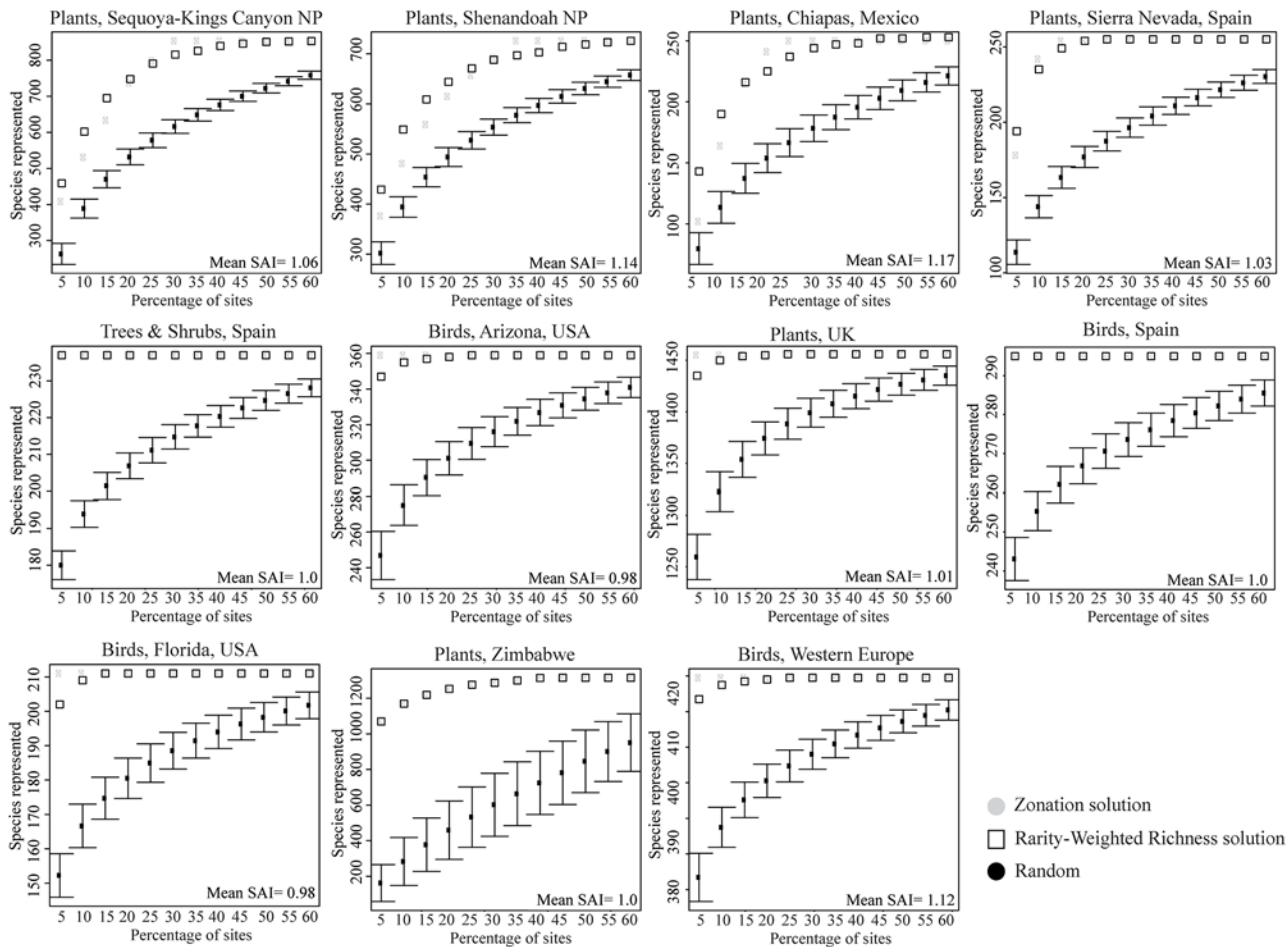 Plants, Sequoya-Kings Canyon NP
Species represented
800
700
600
500
400
300
Mean SAI= 1.06
5 10 15 20 25 30 35 40 45 50 55 60
Percentage of sites
Plants, Shenandoah NP
Species represented
700
600
500
400
300
Mean SAI= 1.14
5 10 15 20 25 30 35 40 45 50 55 60
Percentage of sites
Plants, Chiapas, Mexico
Species represented
250
200
150
100
Mean SAI= 1.17
5 10 15 20 25 30 35 40 45 50 55 60
Percentage of sites
Plants, Sierra Nevada, Spain
Species represented
250
200
150
100
Mean SAI= 1.03
5 10 15 20 25 30 35 40 45 50 55 60
Percentage of sites
Trees & Shrubs, Spain
Species represented
230
220
210
200
190
180
Mean SAI= 1.0
5 10 15 20 25 30 35 40 45 50 55 60
Percentage of sites
Birds, Arizona, USA
Species represented
360
340
320
300
280
260
240
Mean SAI= 0.98
5 10 15 20 25 30 35 40 45 50 55 60
Percentage of sites
Plants, UK
Species represented
1450
1400
1350
1300
1250
Mean SAI= 1.01
5 10 15 20 25 30 35 40 45 50 55 60
Percentage of sites
Birds, Spain
Species represented
290
280
270
260
250
240
Mean SAI= 1.0
5 10 15 20 25 30 35 40 45 50 55 60
Percentage of sites
Birds, Florida, USA
Species represented
210
200
190
180
170
160
150
Mean SAI= 0.98
5 10 15 20 25 30 35 40 45 50 55 60
Percentage of sites
Plants, Zimbabwe
Species represented
1200
1000
800
600
400
200
Mean SAI= 1.0
5 10 15 20 25 30 35 40 45 50 55 60
Percentage of sites
Birds, Western Europe
Species represented
420
410
400
390
380
Mean SAI= 1.12
5 10 15 20 25 30 35 40 45 50 55 60
Percentage of sites
Zonation solution
Rarity-Weighted Richness solution
Random